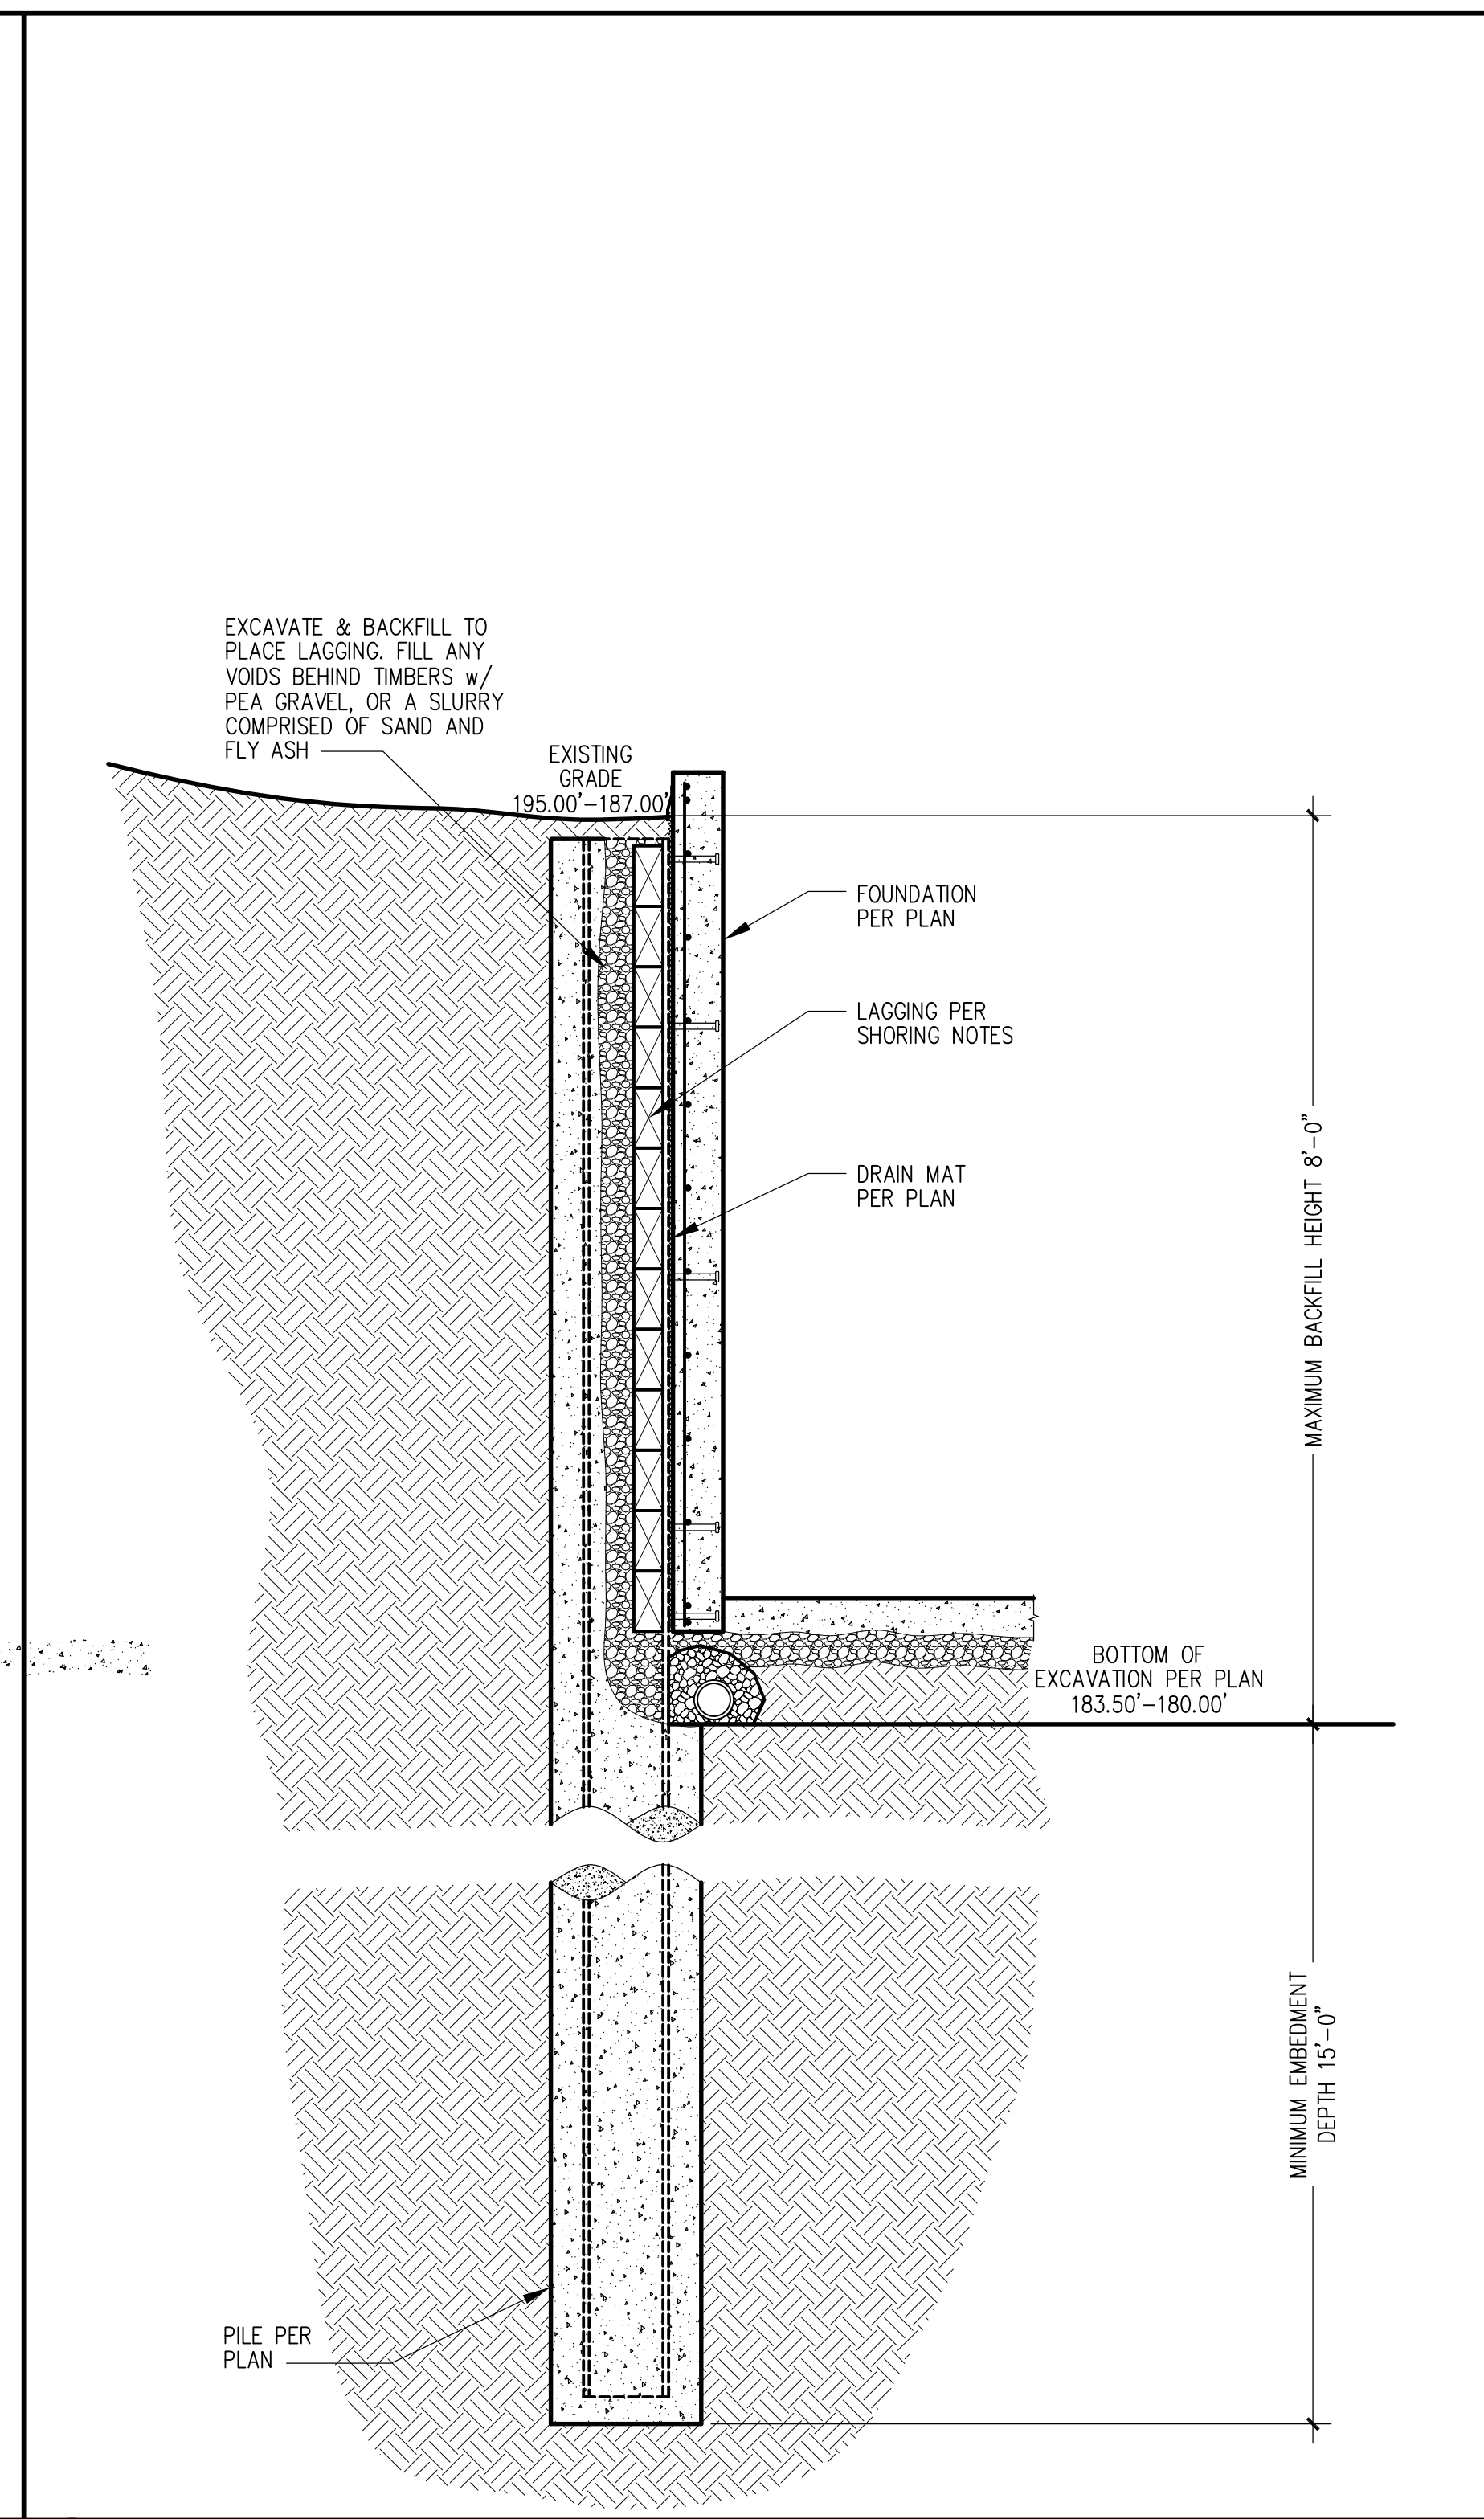 EXCAVATE & BACKFILL TO
PLACE LAGGING. FILL ANY
VOIDS BEHIND TIMBERS w/
PEA GRAVEL, OR A SLURRY
COMPRISED OF SAND AND
FLY ASH
EXISTING
GRADE
195.00'-187.00'
FOUNDATION
PER PLAN
LAGGING PER
SHORING NOTES
DRAIN MAT
PER PLAN
MAXIMUM BACKFILL HEIGHT 8'-0"
BOTTOM OF
EXCAVATION PER PLAN
183.50'-180.00'
MINIMUM EMBEDMENT
DEPTH 15'-0"
PILE PER
PLAN